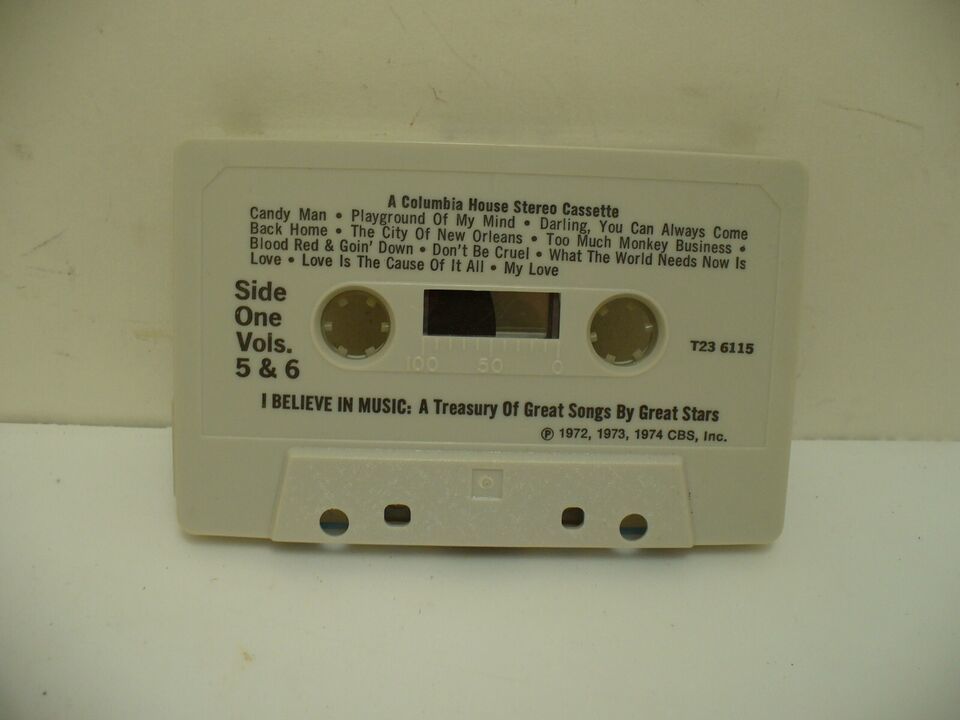 A Columbia House Stereo Cassette
Candy Man • Playground Of My Mind • Darling, You Can Always Come
Back Home • The City Of New Orleans • Too Much Monkey Business •
Blood Red & Goin' Down • Don't Be Cruel • What The World Needs Now Is
Love • Love Is The Cause Of It All • My Love
Side
One
Vols.
5 & 6
100 50 0
T23 6115
I BELIEVE IN MUSIC: A Treasury Of Great Songs By Great Stars
℗ 1972, 1973, 1974 CBS, Inc.